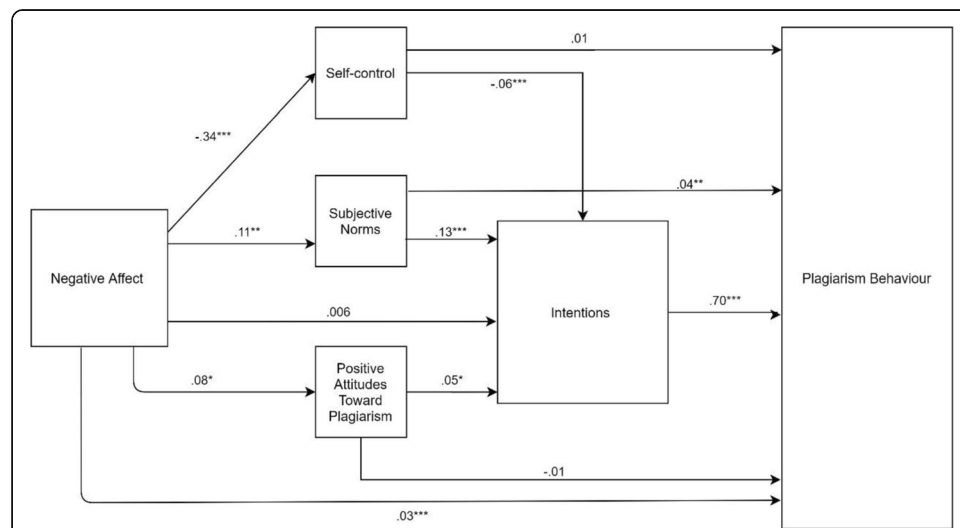 .01
Self-control
-.06***
-.34***
.04**
Subjective
Norms
.11**
.13***
Negative Affect
Plagiarism Behaviour
Intentions
.70***
.006
Positive
Attitudes
Toward
Plagiarism
.08*
.05*
-.01
.03***